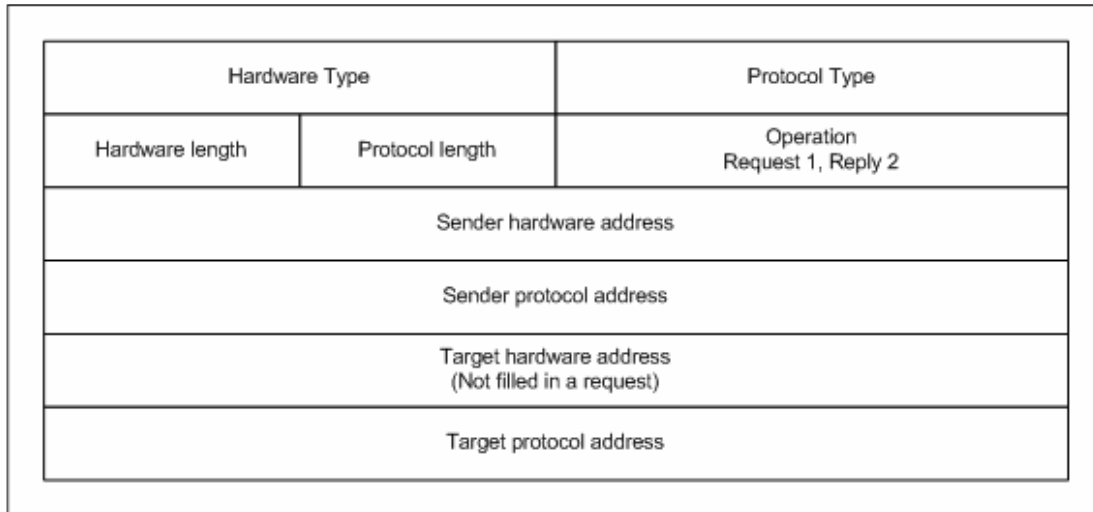 Hardware Type
Protocol Type
Hardware length
Protocol length
Operation
Request 1, Reply 2
Sender hardware address
Sender protocol address
Target hardware address
(Not filled in a request)
Target protocol address